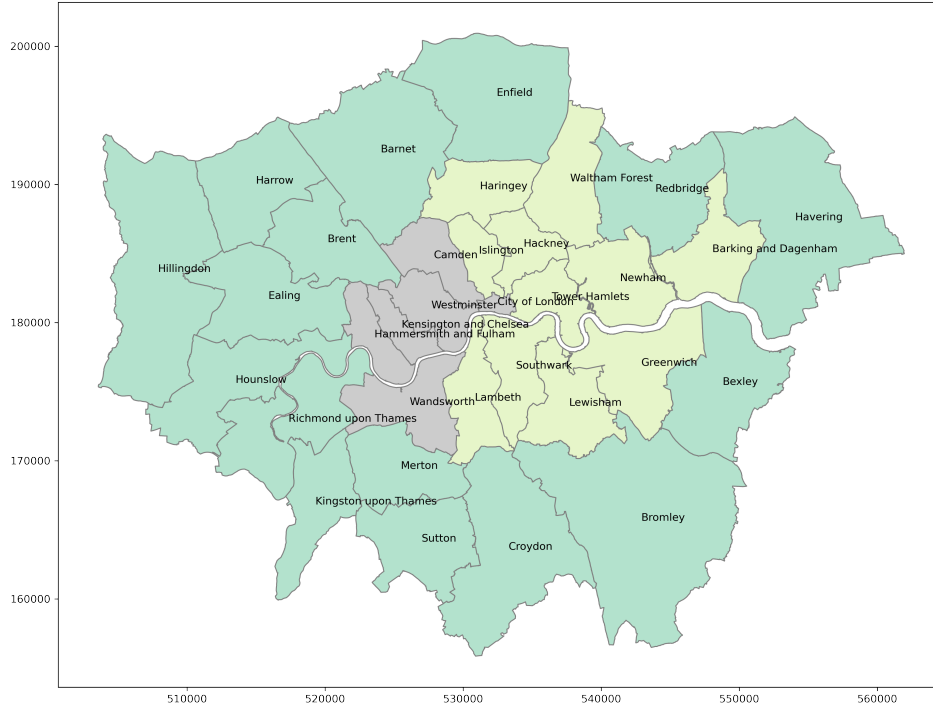 200000
190000
180000
170000
160000
Enfield
Barnet
Harrow
Haringey
Waltham Forest
Redbridge
Havering
Brent
Camden
Islington
Hackney
Barking and Dagenham
Hillingdon
Ealing
Newham
Westminster
City of London
Tower Hamlets
Kensington and Chelsea
Hammersmith and Fulham
Hounslow
Southwark
Greenwich
Bexley
Wandsworth
Lambeth
Lewisham
Richmond upon Thames
Merton
Kingston upon Thames
Sutton
Croydon
Bromley
510000
520000
530000
540000
550000
560000